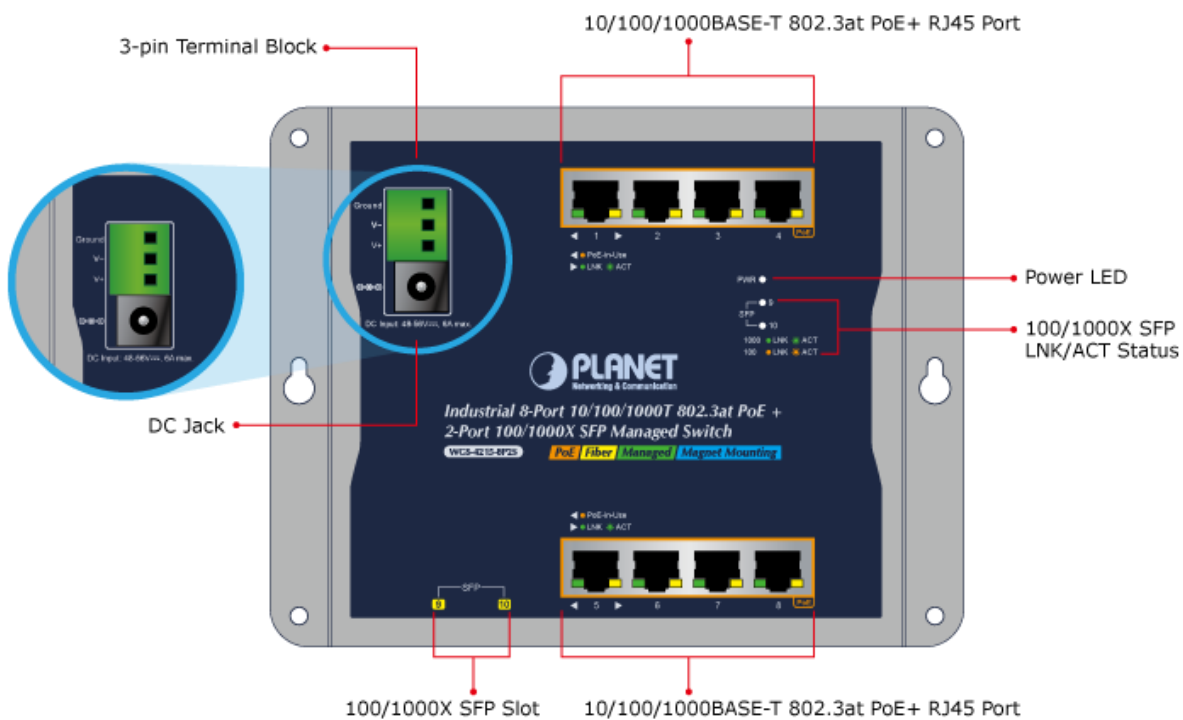 10/100/1000BASE-T 802.3at PoE+ RJ45 Port
3-pin Terminal Block
Ground
V-
V+
DC Input: 48-56V⎓, 6A max.
Ground
V-
V+
DC Input: 48-56V⎓, 6A max.
DC Jack
1 2 3 4 PoE
PoE-in-Use
LNK ACT
PWR
Power LED
SFP
9
10
1000 LNK ACT
100 LNK ACT
100/1000X SFP
LNK/ACT Status
PLANET
Networking & Communication
Industrial 8-Port 10/100/1000T 802.3at PoE +
2-Port 100/1000X SFP Managed Switch
WGS-4215-8P2S PoE Fiber Managed Magnet Mounting
PoE-in-Use
LNK ACT
5 6 7 8 PoE
SFP
9 10
100/1000X SFP Slot
10/100/1000BASE-T 802.3at PoE+ RJ45 Port